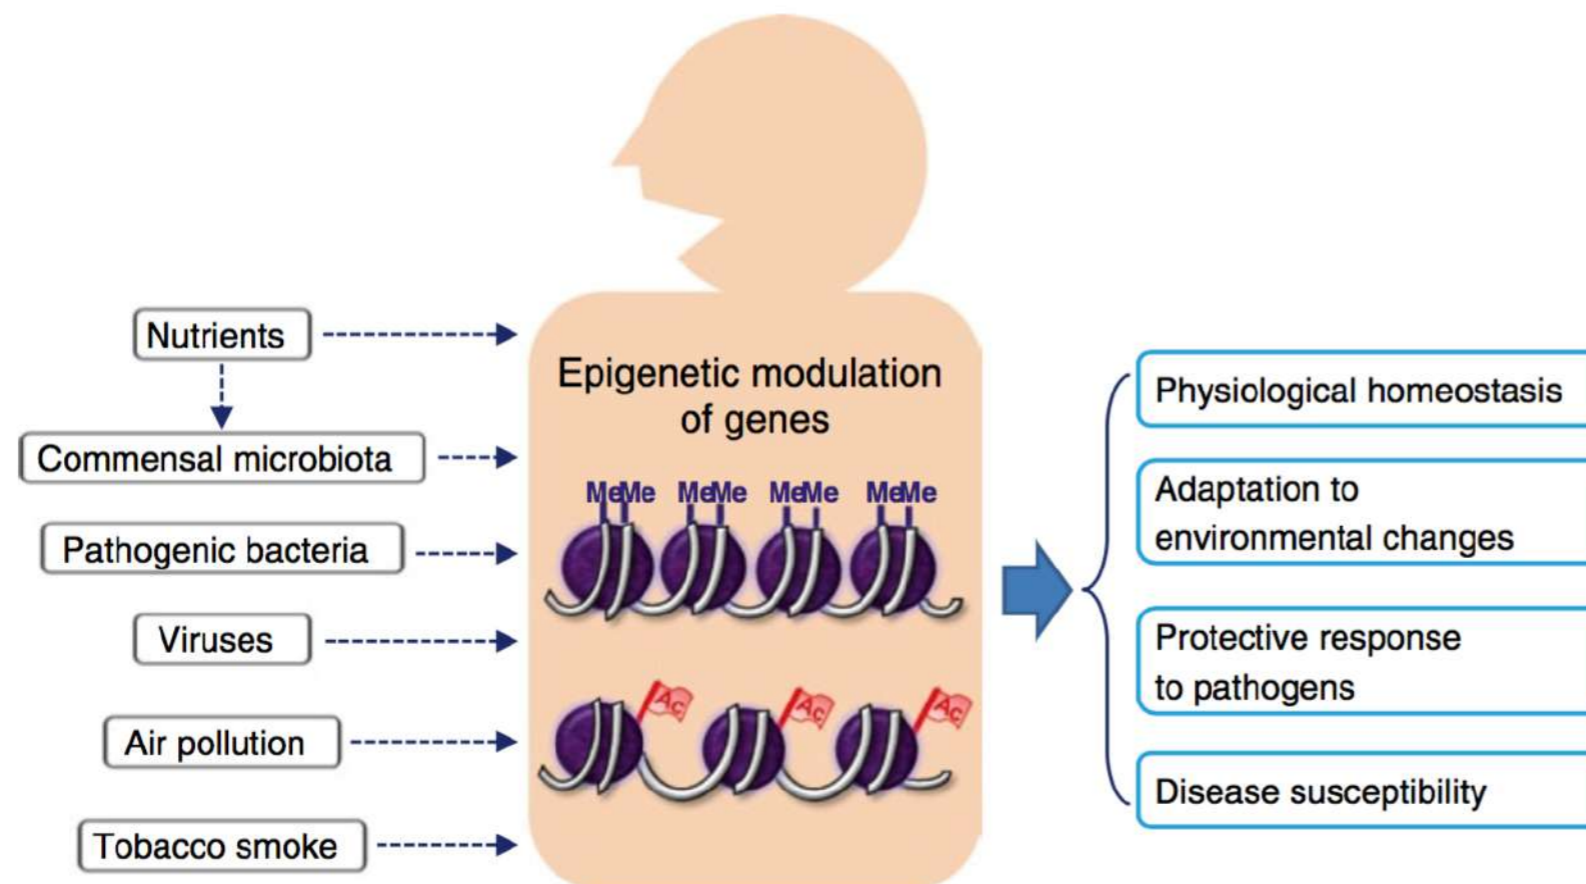 Nutrients
Commensal microbiota
Pathogenic bacteria
Viruses
Air pollution
Tobacco smoke
Epigenetic modulation
of genes
MeMe MeMe MeMe MeMe
Ac Ac Ac
Physiological homeostasis
Adaptation to
environmental changes
Protective response
to pathogens
Disease susceptibility